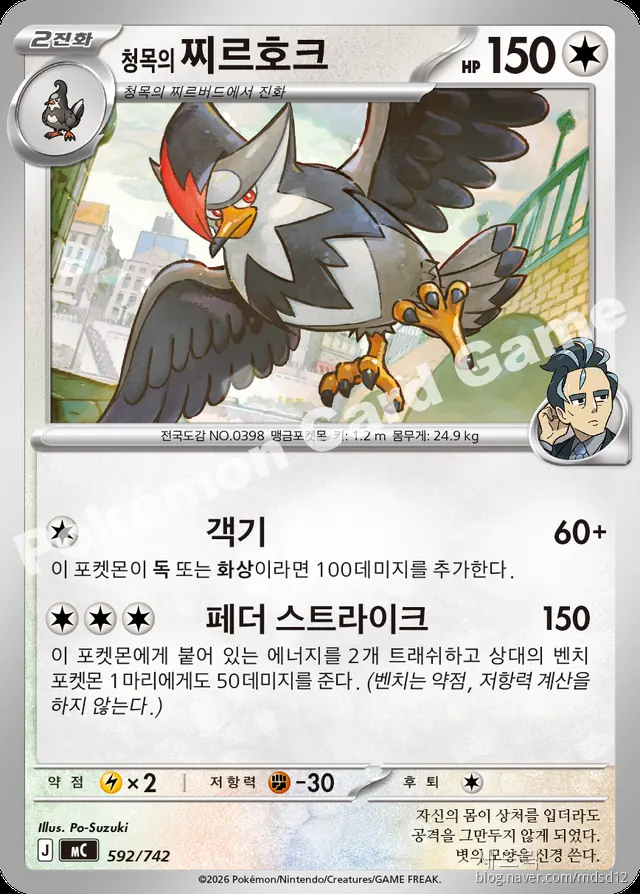 2진화
청목의 찌르호크
HP 150
청목의 찌르버드에서 진화
Pokémon Card Game
전국도감 NO.0398 맹금포켓몬 키: 1.2 m 몸무게: 24.9 kg
객기 60+
이 포켓몬이 독 또는 화상이라면 100데미지를 추가한다.
페더 스트라이크 150
이 포켓몬에게 붙어 있는 에너지를 2개 트래쉬하고 상대의 벤치
포켓몬 1마리에게도 50데미지를 준다. (벤치는 약점, 저항력 계산을
하지 않는다.)
약점 ×2 저항력 -30 후퇴
Illus. Po-Suzuki
J MC 592/742
자신의 몸이 상처를 입더라도
공격을 그만두지 않게 되었다.
볏의 모양을 신경 쓴다.
blog.naver.com/mdsd12
©2026 Pokémon/Nintendo/Creatures/GAME FREAK.